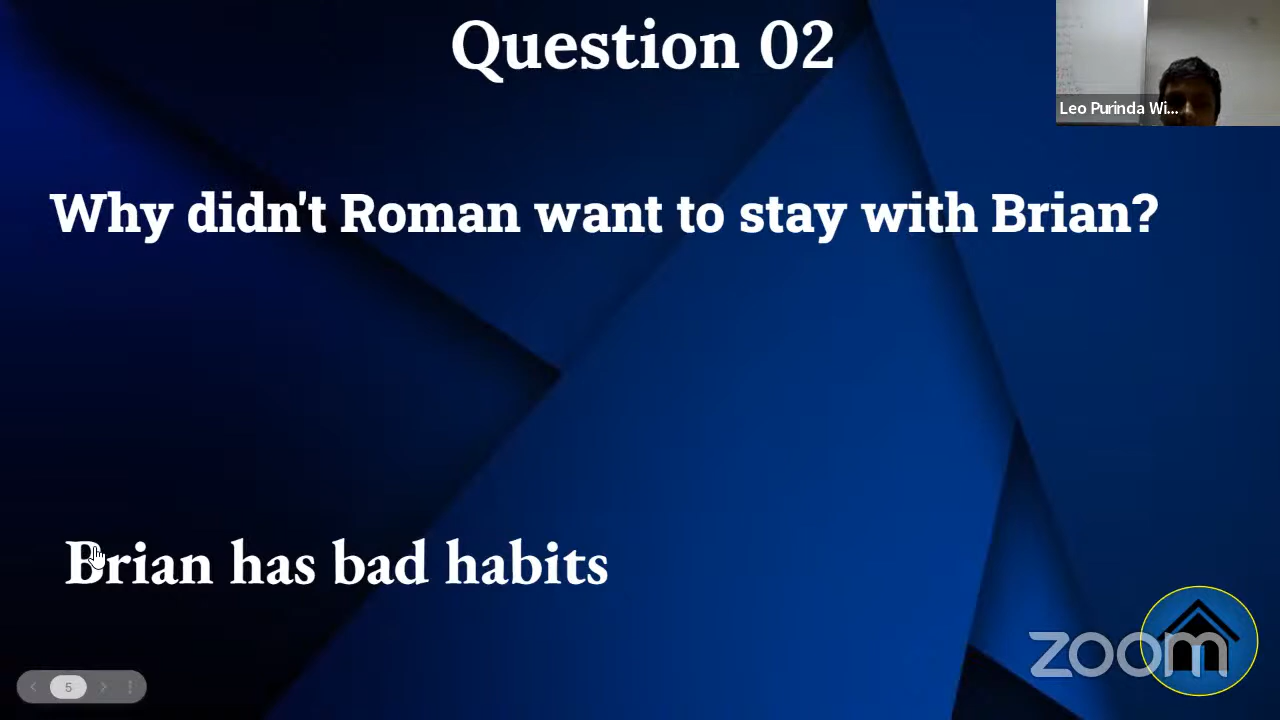 Question 02
Leo Purinda Wi...
Why didn't Roman want to stay with Brian?
Brian has bad habits
zoom
5